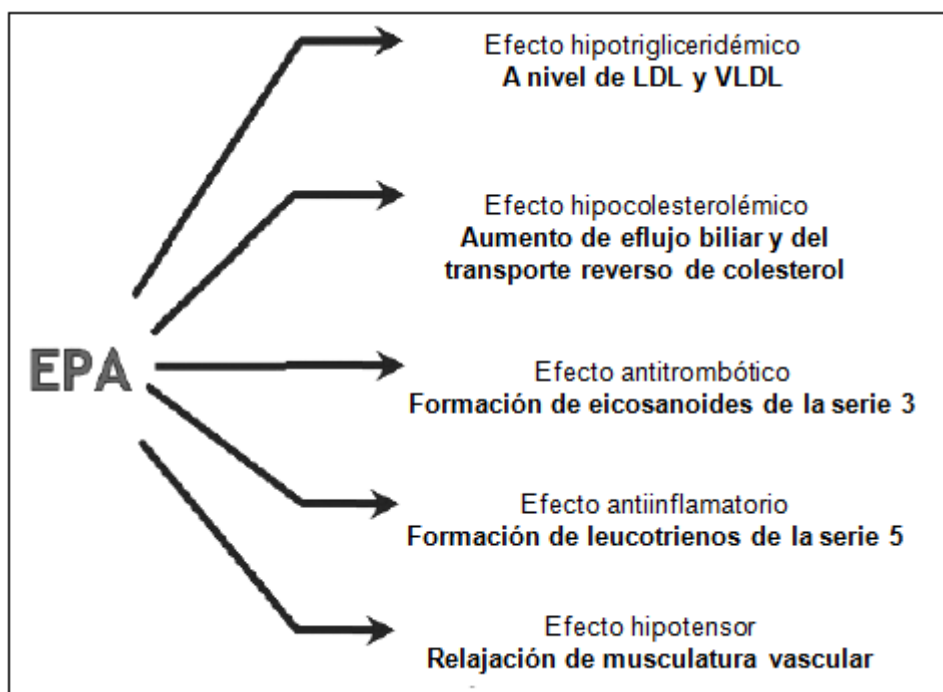 Efecto hipotrigliceridémico
A nivel de LDL y VLDL
Efecto hipocolesterolémico
Aumento de eflujo biliar y del
transporte reverso de colesterol
EPA
Efecto antitrombótico
Formación de eicosanoides de la serie 3
Efecto antiinflamatorio
Formación de leucotrienos de la serie 5
Efecto hipotensor
Relajación de musculatura vascular